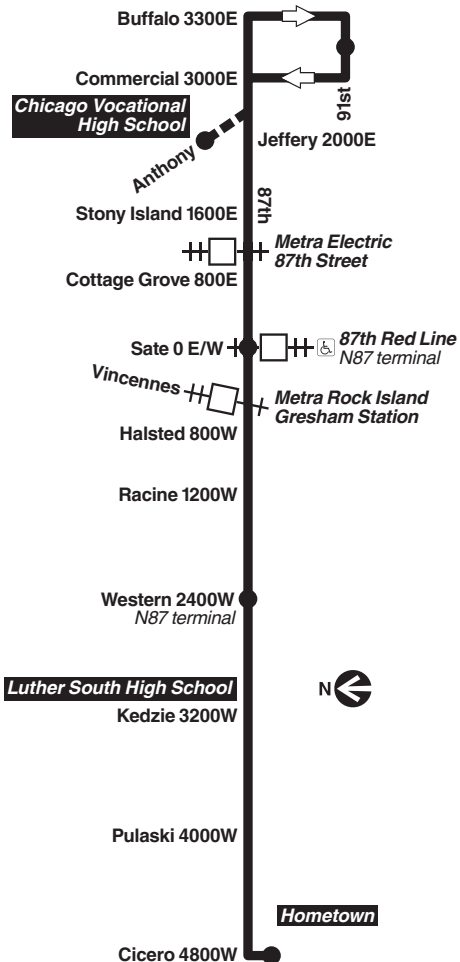 Buffalo 3300E
Commercial 3000E
91st
Chicago Vocational
High School
Anthony
Jeffery 2000E
87th
Stony Island 1600E
Metra Electric
87th Street
Cottage Grove 800E
Sate 0 E/W
87th Red Line
N87 terminal
Vincennes
Metra Rock Island
Gresham Station
Halsted 800W
Racine 1200W
Western 2400W
N87 terminal
Luther South High School
N
Kedzie 3200W
Pulaski 4000W
Hometown
Cicero 4800W